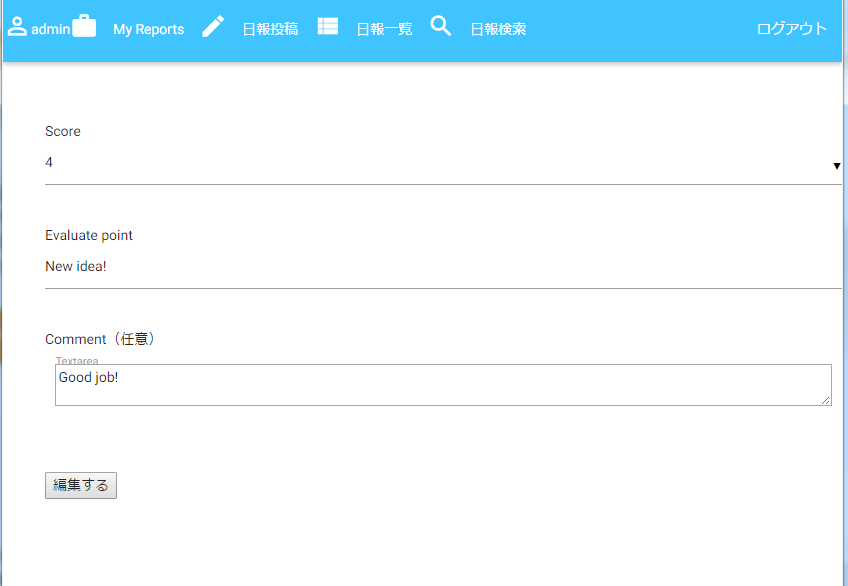 admin My Reports 日報投稿 日報一覧 日報検索 ログアウト
Score
4
Evaluate point
New idea!
Comment（任意）
Textarea
Good job!
編集する